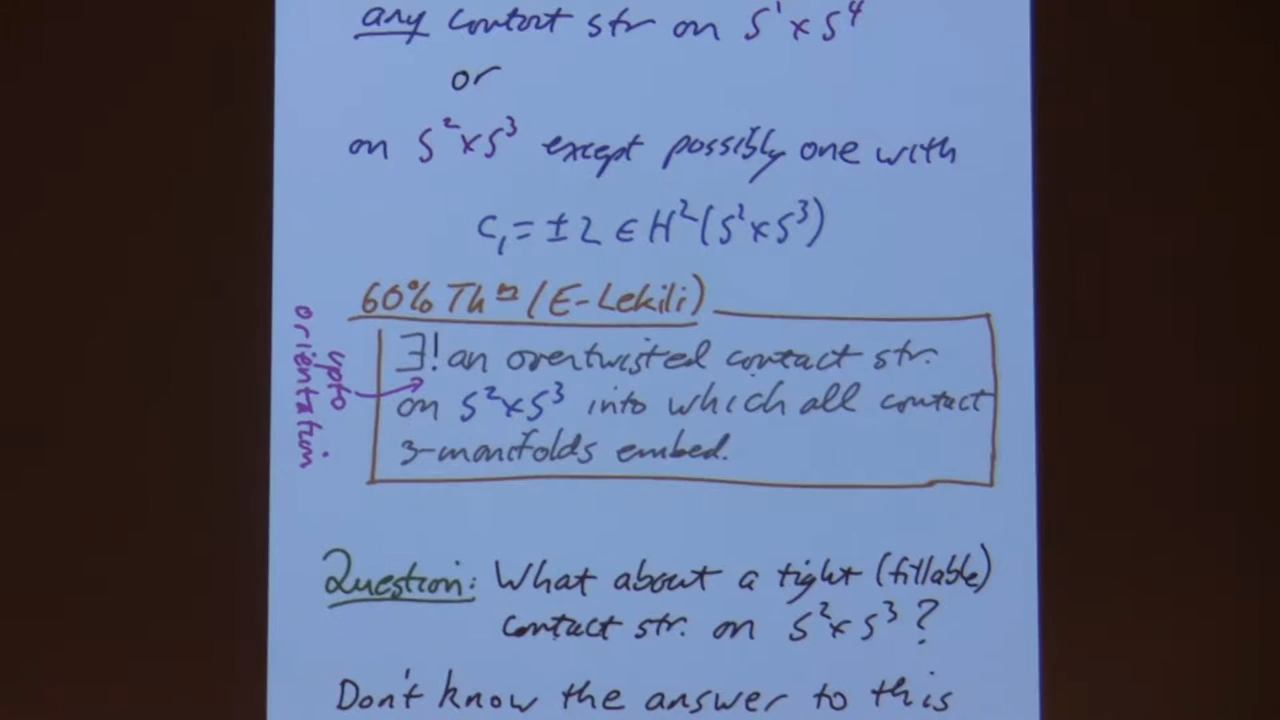 any contact str on S¹×S⁴
or
on S²×S³ except possibly one with
c₁ = ±2 ∈ H²(S²×S³)
60% Thᵐ (E-Lekili)
∃! an overtwisted contact str.
on S²×S³ into which all contact
3-manifolds embed.
upto
orientation
Question: What about a tight (fillable)
contact str. on S²×S³?
Don't know the answer to this